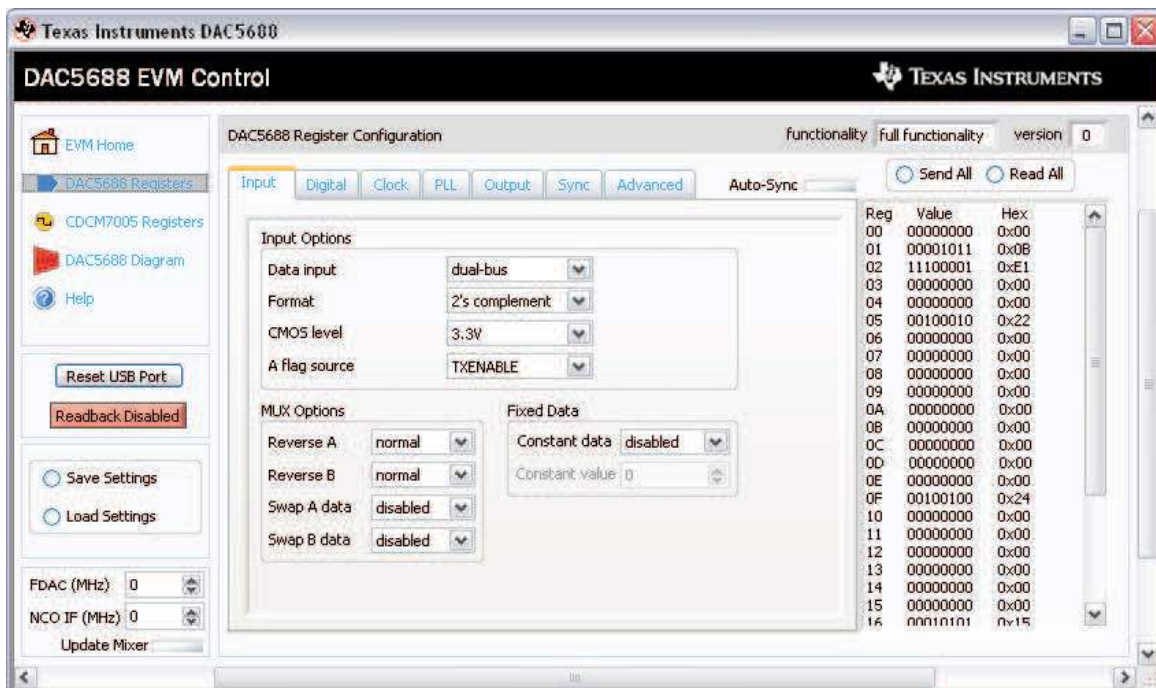 Texas Instruments DAC5688
DAC5688 EVM Control
TEXAS INSTRUMENTS
EVM Home
DAC5688 Registers
CDCM7005 Registers
DAC5688 Diagram
Help
Reset USB Port
Readback Disabled
Save Settings
Load Settings
FDAC (MHz) 0
NCO IF (MHz) 0
Update Mixer
DAC5688 Register Configuration
functionality full functionality version 0
Input Digital Clock PLL Output Sync Advanced Auto-Sync
Send All Read All
Input Options
Data input dual-bus
Format 2's complement
CMOS level 3.3V
A flag source TXENABLE
MUX Options
Reverse A normal
Reverse B normal
Swap A data disabled
Swap B data disabled
Fixed Data
Constant data disabled
Constant value 0
Reg Value Hex
00 00000000 0x00
01 00001011 0x0B
02 11100001 0xE1
03 00000000 0x00
04 00000000 0x00
05 00100010 0x22
06 00000000 0x00
07 00000000 0x00
08 00000000 0x00
09 00000000 0x00
0A 00000000 0x00
0B 00000000 0x00
0C 00000000 0x00
0D 00000000 0x00
0E 00000000 0x00
0F 00100100 0x24
10 00000000 0x00
11 00000000 0x00
12 00000000 0x00
13 00000000 0x00
14 00000000 0x00
15 00000000 0x00
16 00010101 0x15